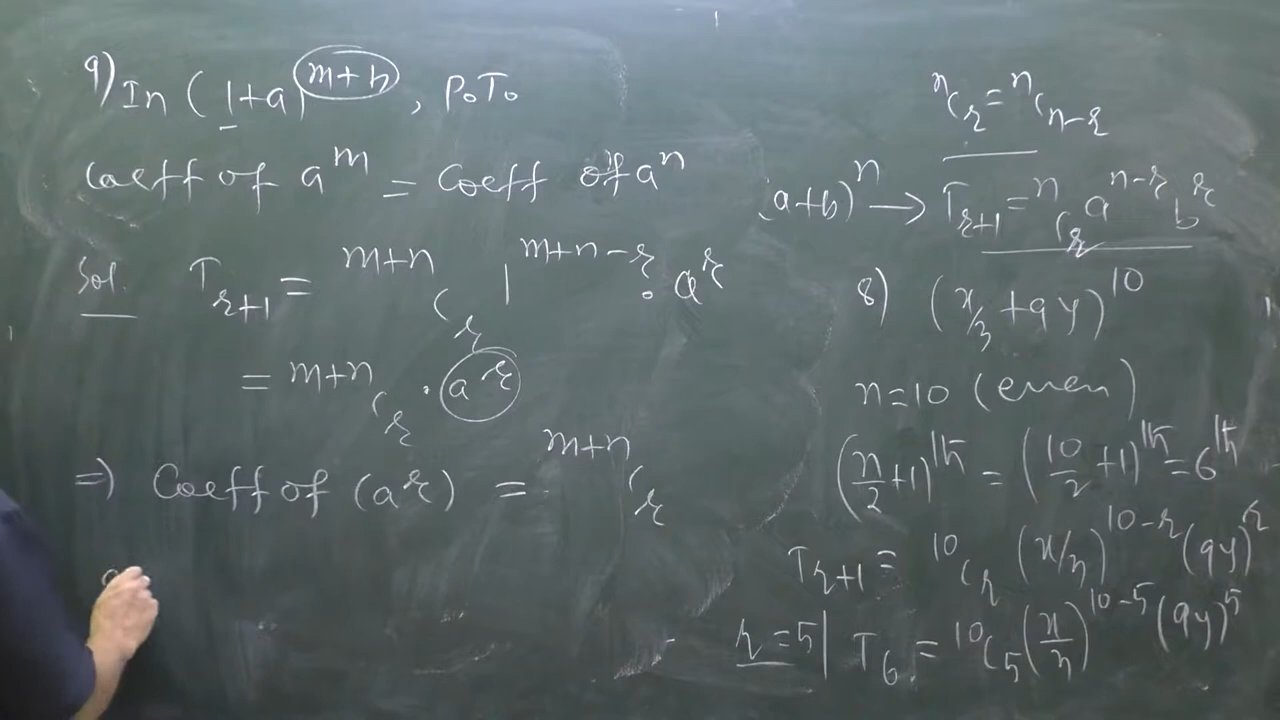 9) In (1+a)^{m+n}, P.T.
Coeff of a^m = Coeff of a^n
Sol. T_{r+1} = ^{m+n}C_r 1^{m+n-r} . a^r
= ^{m+n}C_r . a^r
=) Coeff of (a^r) = ^{m+n}C_r
^nC_r = ^nC_{n-r}
(a+b)^n → T_{r+1} = ^nC_r a^{n-r} b^r
8) (x/3 + 9y)^{10}
n = 10 (even)
(n/2 + 1)^{th} = (10/2 + 1)^{th} = 6^{th}
T_{r+1} = ^{10}C_r (x/3)^{10-r} (9y)^r
r = 5 | T_6 = ^{10}C_5 (x/3)^{10-5} (9y)^5